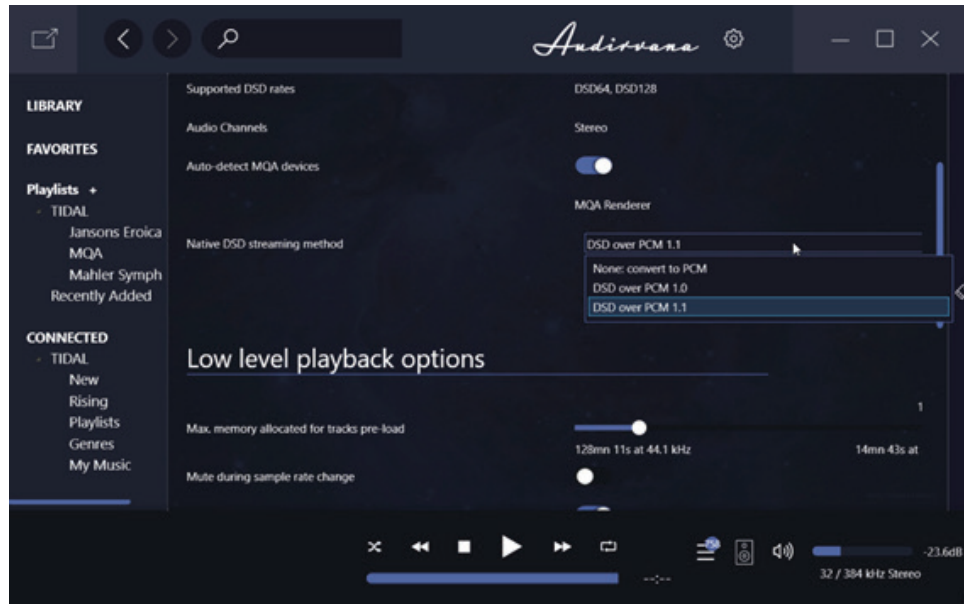 Audirvana
LIBRARY
FAVORITES
Playlists +
TIDAL
Jansons Eroica
MQA
Mahler Symph
Recently Added
CONNECTED
TIDAL
New
Rising
Playlists
Genres
My Music
Supported DSD rates DSD64, DSD128
Audio Channels Stereo
Auto-detect MQA devices
MQA Renderer
Native DSD streaming method DSD over PCM 1.1
None: convert to PCM
DSD over PCM 1.0
DSD over PCM 1.1
Low level playback options
1
Max. memory allocated for tracks pre-load
128mn 11s at 44.1 kHz 14mn 43s at
Mute during sample rate change
758
--:--
-23.6dB
32 / 384 kHz Stereo